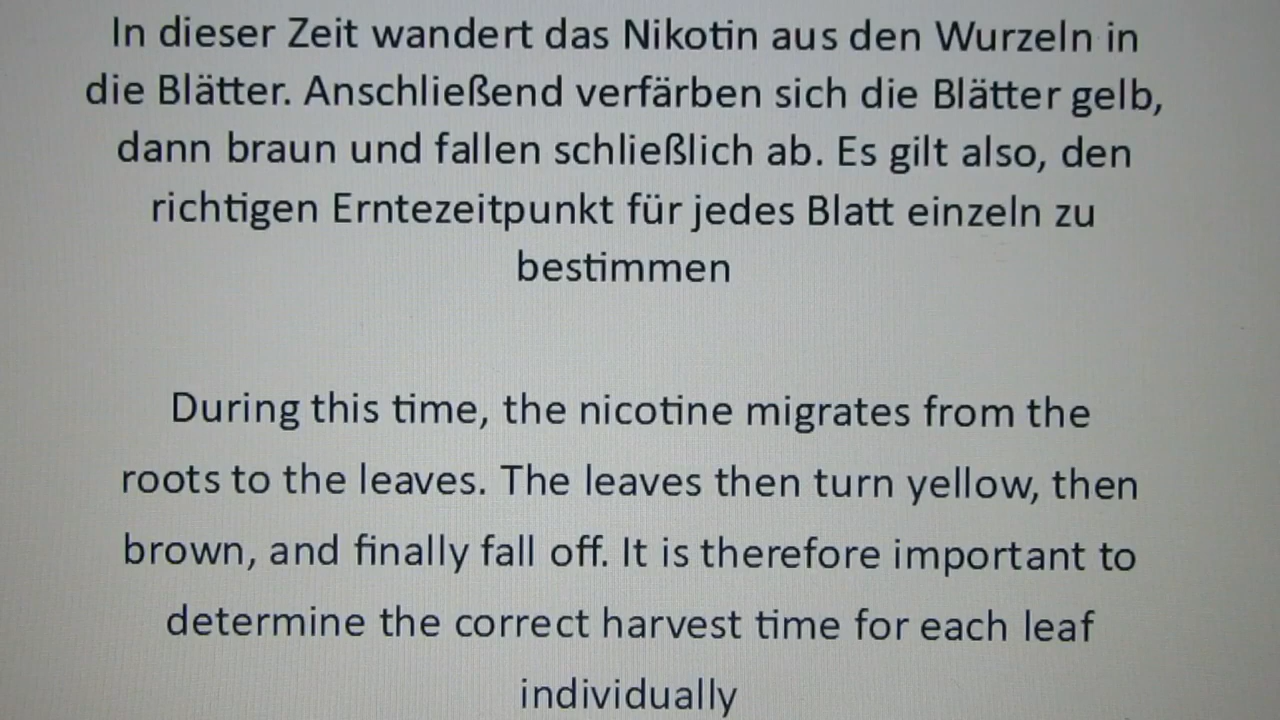 In dieser Zeit wandert das Nikotin aus den Wurzeln in
die Blätter. Anschließend verfärben sich die Blätter gelb,
dann braun und fallen schließlich ab. Es gilt also, den
richtigen Erntezeitpunkt für jedes Blatt einzeln zu
bestimmen
During this time, the nicotine migrates from the
roots to the leaves. The leaves then turn yellow, then
brown, and finally fall off. It is therefore important to
determine the correct harvest time for each leaf
individually